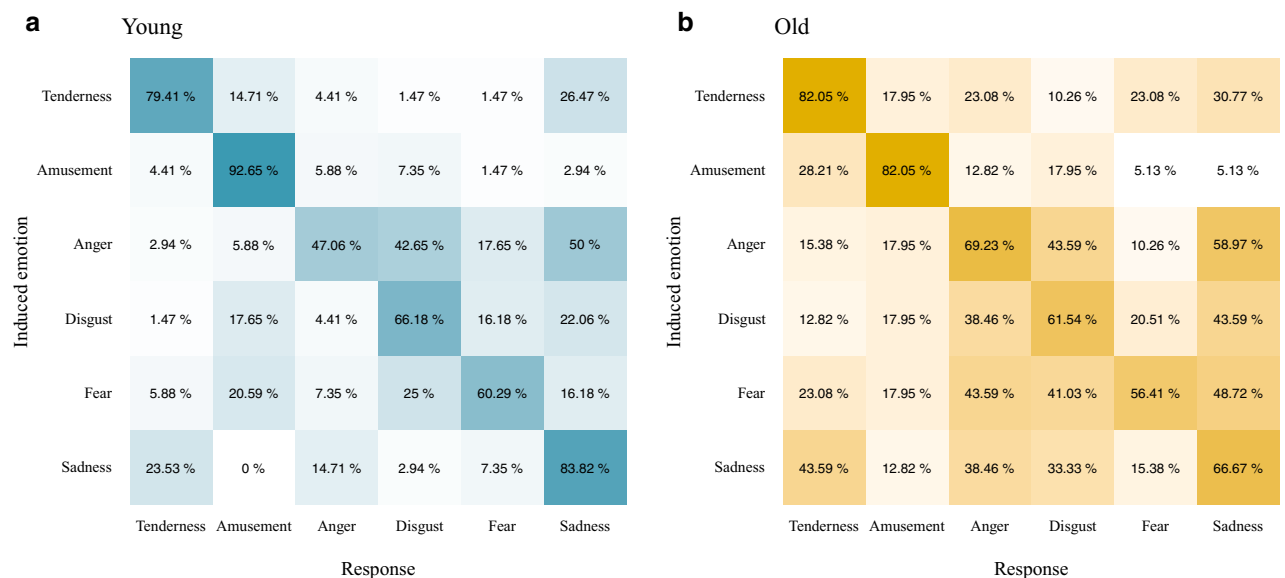 a Young
Tenderness 79.41 % 14.71 % 4.41 % 1.47 % 1.47 % 26.47 %
Amusement 4.41 % 92.65 % 5.88 % 7.35 % 1.47 % 2.94 %
Anger 2.94 % 5.88 % 47.06 % 42.65 % 17.65 % 50 %
Disgust 1.47 % 17.65 % 4.41 % 66.18 % 16.18 % 22.06 %
Fear 5.88 % 20.59 % 7.35 % 25 % 60.29 % 16.18 %
Sadness 23.53 % 0 % 14.71 % 2.94 % 7.35 % 83.82 %
Tenderness Amusement Anger Disgust Fear Sadness
Response
Induced emotion
b Old
Tenderness 82.05 % 17.95 % 23.08 % 10.26 % 23.08 % 30.77 %
Amusement 28.21 % 82.05 % 12.82 % 17.95 % 5.13 % 5.13 %
Anger 15.38 % 17.95 % 69.23 % 43.59 % 10.26 % 58.97 %
Disgust 12.82 % 17.95 % 38.46 % 61.54 % 20.51 % 43.59 %
Fear 23.08 % 17.95 % 43.59 % 41.03 % 56.41 % 48.72 %
Sadness 43.59 % 12.82 % 38.46 % 33.33 % 15.38 % 66.67 %
Tenderness Amusement Anger Disgust Fear Sadness
Response
Induced emotion